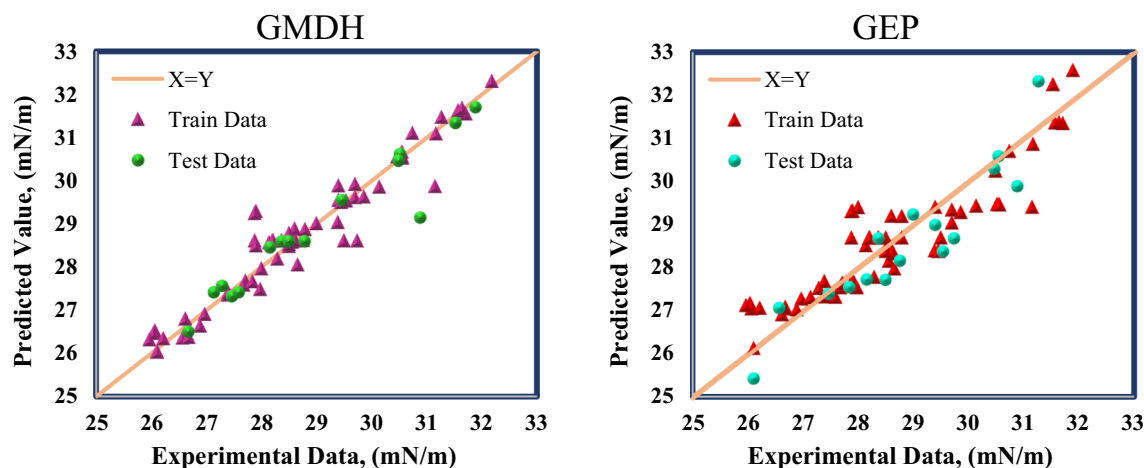 GMDH
Predicted Value, (mN/m)
33
32
31
30
29
28
27
26
25
X=Y
Train Data
Test Data
25 26 27 28 29 30 31 32 33
Experimental Data, (mN/m)
GEP
Predicted Value, (mN/m)
33
32
31
30
29
28
27
26
25
X=Y
Train Data
Test Data
25 26 27 28 29 30 31 32 33
Experimental Data, (mN/m)